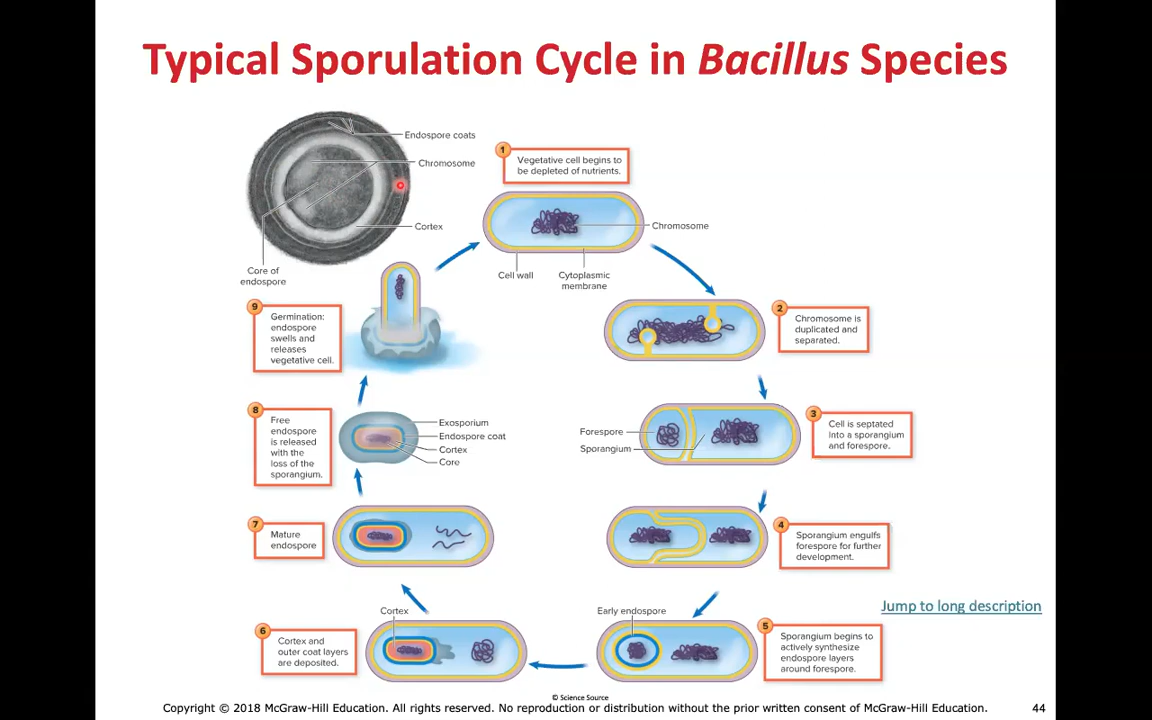 Typical Sporulation Cycle in Bacillus Species
Endospore coats
Chromosome
Cortex
Core of
endospore
1
Vegetative cell begins to
be depleted of nutrients.
Chromosome
Cell wall
Cytoplasmic
membrane
2
Chromosome is
duplicated and
separated.
3
Cell is septated
into a sporangium
and forespore.
Forespore
Sporangium
4
Sporangium engulfs
forespore for further
development.
Jump to long description
5
Sporangium begins to
actively synthesize
endospore layers
around forespore.
Early endospore
6
Cortex and
outer coat layers
are deposited.
Cortex
7
Mature
endospore
8
Free
endospore
is released
with the
loss of the
sporangium.
Exosporium
Endospore coat
Cortex
Core
9
Germination:
endospore
swells and
releases
vegetative cell.
© Science Source
Copyright © 2018 McGraw-Hill Education. All rights reserved. No reproduction or distribution without the prior written consent of McGraw-Hill Education.
44